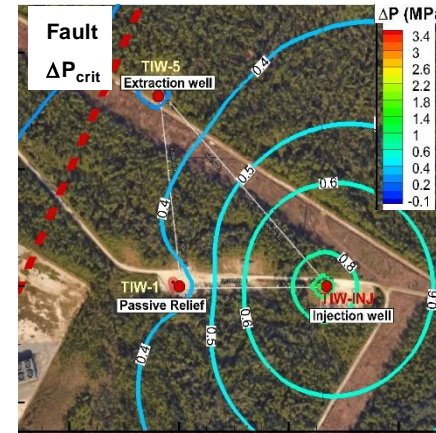 Fault
ΔPcrit
ΔP (MPa
3.4
3
2.6
2.2
1.8
1.4
1
0.6
0.4
0.2
-0.1
TIW-5
Extraction well
0.4
0.5
0.6
0.4
0.8
TIW-1
Passive Relief
TIW-INJ
Injection well
0.6
0.5
0.6
0.4